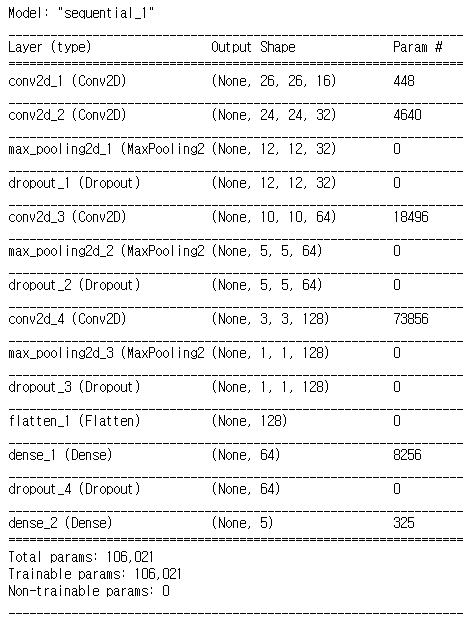 Model: "sequential_1"
Layer (type) Output Shape Param #
conv2d_1 (Conv2D) (None, 26, 26, 16) 448
conv2d_2 (Conv2D) (None, 24, 24, 32) 4640
max_pooling2d_1 (MaxPooling2 (None, 12, 12, 32) 0
dropout_1 (Dropout) (None, 12, 12, 32) 0
conv2d_3 (Conv2D) (None, 10, 10, 64) 18496
max_pooling2d_2 (MaxPooling2 (None, 5, 5, 64) 0
dropout_2 (Dropout) (None, 5, 5, 64) 0
conv2d_4 (Conv2D) (None, 3, 3, 128) 73856
max_pooling2d_3 (MaxPooling2 (None, 1, 1, 128) 0
dropout_3 (Dropout) (None, 1, 1, 128) 0
flatten_1 (Flatten) (None, 128) 0
dense_1 (Dense) (None, 64) 8256
dropout_4 (Dropout) (None, 64) 0
dense_2 (Dense) (None, 5) 325
Total params: 106,021
Trainable params: 106,021
Non-trainable params: 0